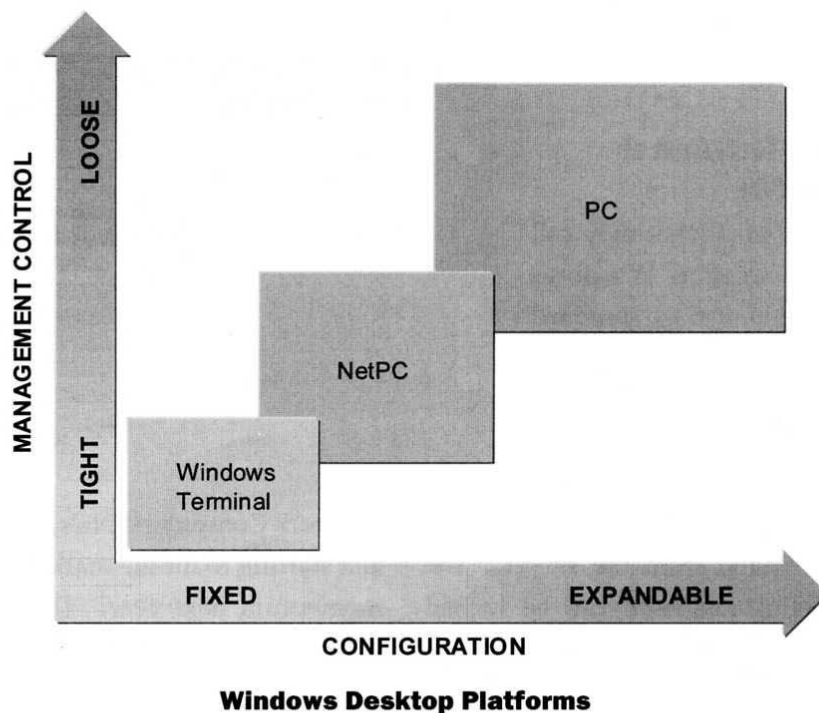 MANAGEMENT CONTROL
LOOSE
TIGHT
PC
NetPC
Windows
Terminal
FIXED
EXPANDABLE
CONFIGURATION
Windows Desktop Platforms